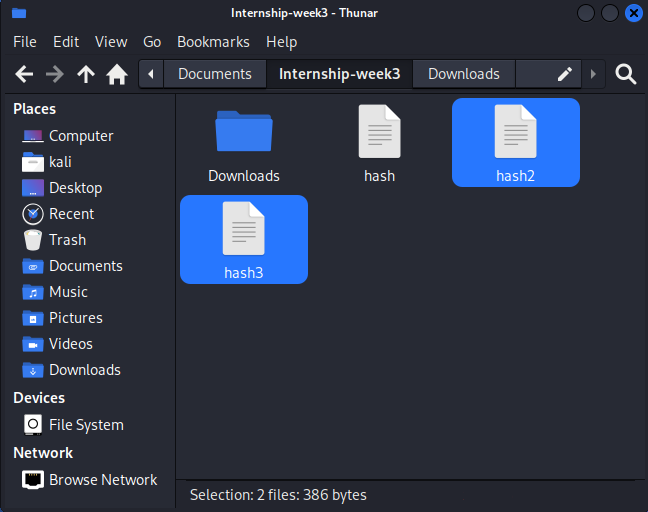 Internship-week3 - Thunar
File Edit View Go Bookmarks Help
Documents Internship-week3 Downloads
Places
Computer
kali
Desktop
Recent
Trash
Documents
Music
Pictures
Videos
Downloads
Devices
File System
Network
Browse Network
Downloads hash hash2
hash3
Selection: 2 files: 386 bytes